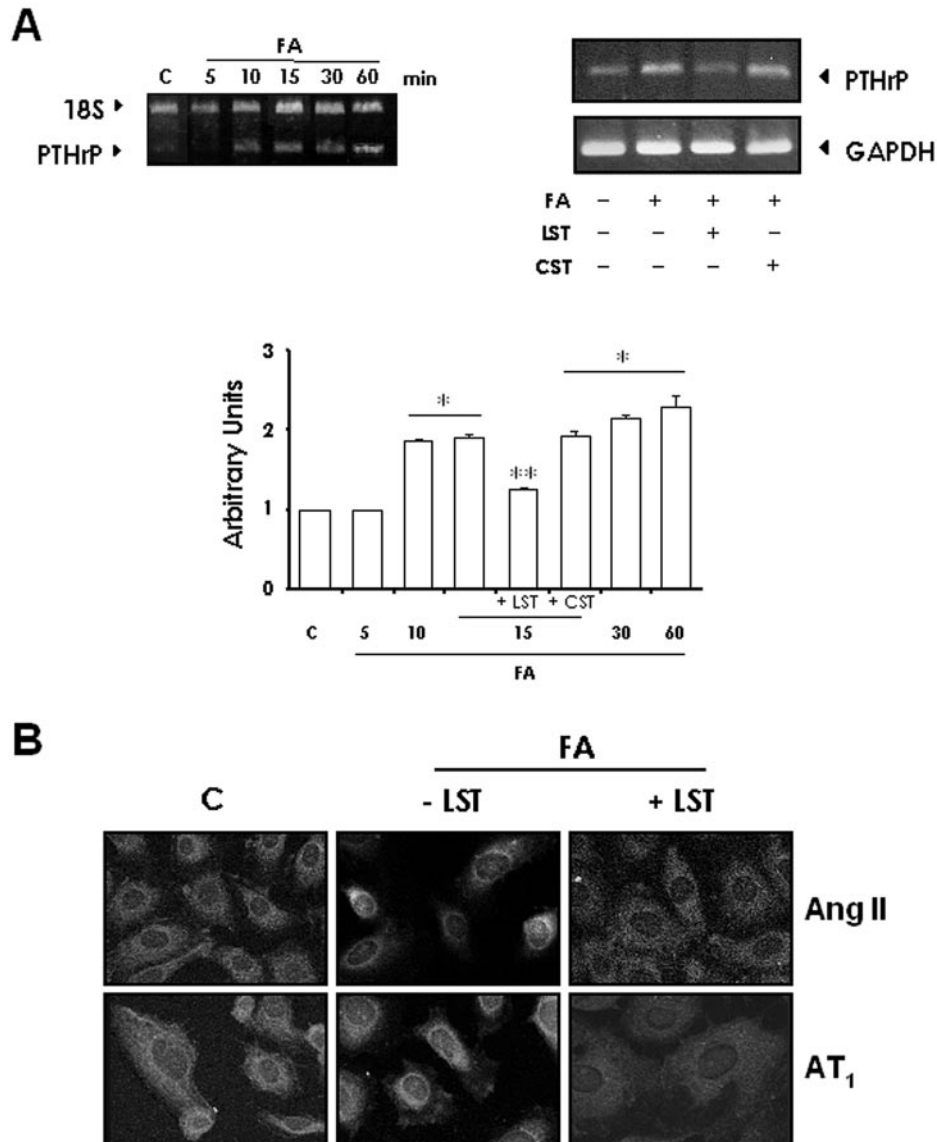 A
FA
C 5 10 15 30 60 min
18S
PTHrP
PTHrP
GAPDH
FA – + + +
LST – – + –
CST – – – +
Arbitrary Units
3
2
1
0
*
**
*
+ LST + CST
C 5 10 15 30 60
FA
B
FA
C - LST + LST
Ang II
AT₁